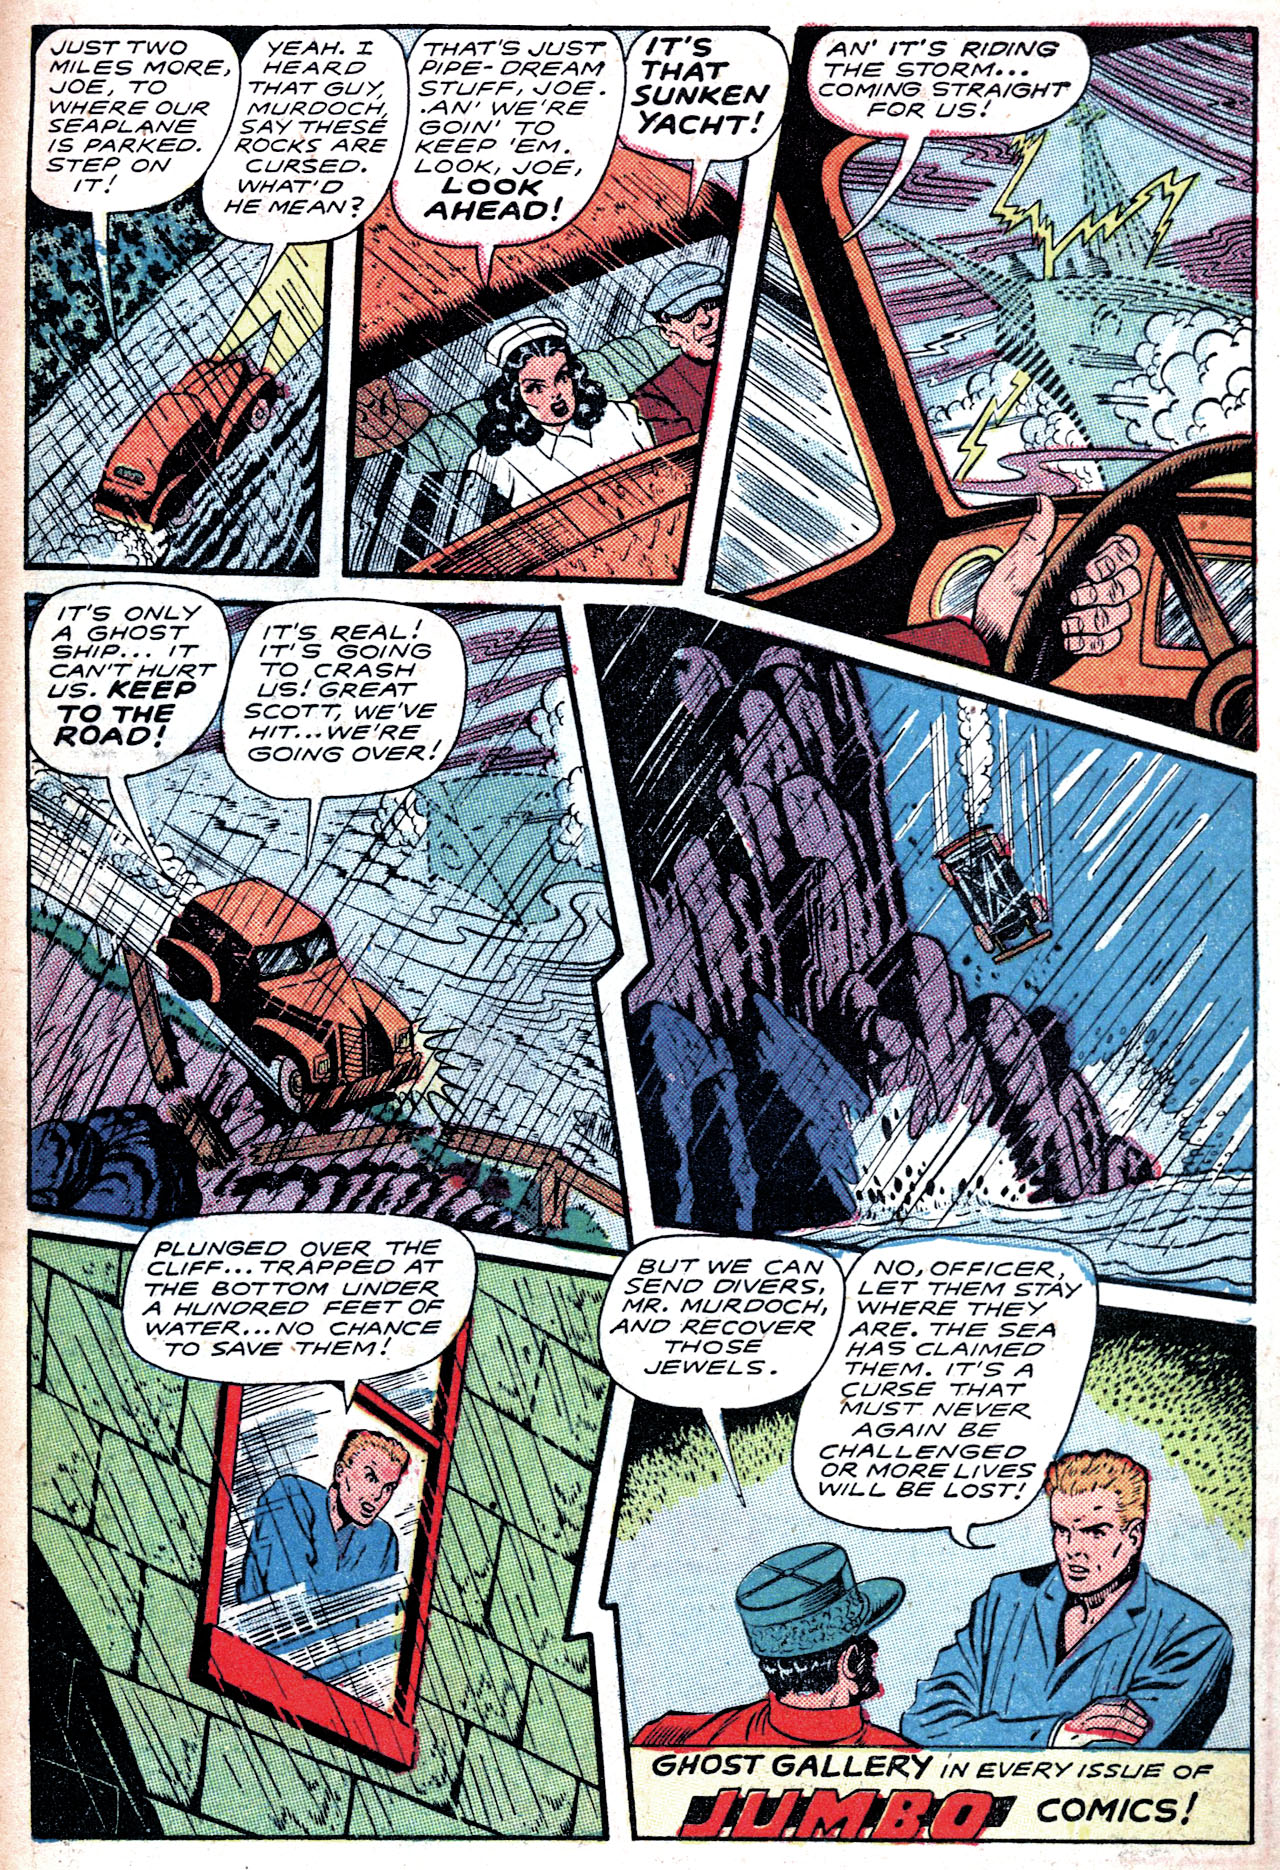 JUST TWO
MILES MORE,
JOE, TO
WHERE OUR
SEAPLANE
IS PARKED.
STEP ON
IT!
YEAH. I
HEARD
THAT GUY,
MURDOCH,
SAY THESE
ROCKS ARE
CURSED.
WHAT'D
HE MEAN?
THAT'S JUST
PIPE-DREAM
STUFF, JOE.
.AN' WE'RE
GOIN' TO
KEEP 'EM.
LOOK, JOE,
LOOK
AHEAD!
IT'S
THAT
SUNKEN
YACHT!
AN' IT'S RIDING
THE STORM...
COMING STRAIGHT
FOR US!
IT'S ONLY
A GHOST
SHIP... IT
CAN'T HURT
US. KEEP
TO THE
ROAD!
IT'S REAL!
IT'S GOING
TO CRASH
US! GREAT
SCOTT, WE'VE
HIT...WE'RE
GOING OVER!
PLUNGED OVER THE
CLIFF...TRAPPED AT
THE BOTTOM UNDER
A HUNDRED FEET OF
WATER...NO CHANCE
TO SAVE THEM!
BUT WE CAN
SEND DIVERS,
MR. MURDOCH,
AND RECOVER
THOSE
JEWELS.
NO, OFFICER,
LET THEM STAY
WHERE THEY
ARE. THE SEA
HAS CLAIMED
THEM. IT'S A
CURSE THAT
MUST NEVER
AGAIN BE
CHALLENGED
OR MORE LIVES
WILL BE LOST!
GHOST GALLERY IN EVERY ISSUE OF
J.U.M.B.O COMICS!